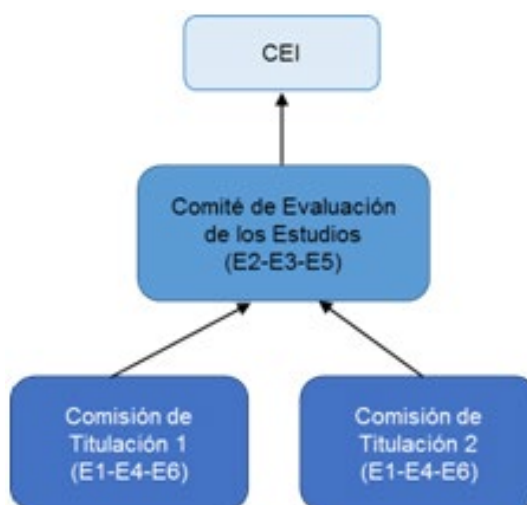 CEI
Comité de Evaluación
de los Estudios
(E2-E3-E5)
Comisión de
Titulación 1
(E1-E4-E6)
Comisión de
Titulación 2
(E1-E4-E6)